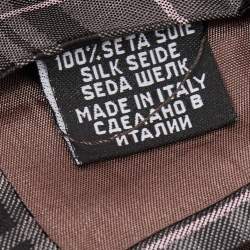 100% SETA SOIE
SILK SEIDE
SEDA ШЕЛК
MADE IN ITALY
СДЕЛАНО В
ИТАЛИИ